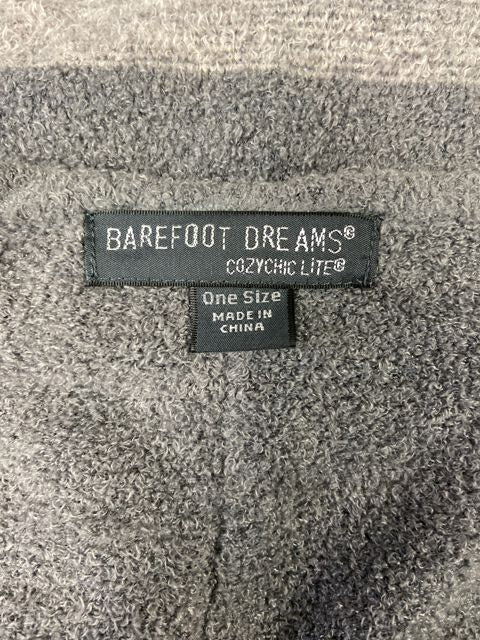 BAREFOOT DREAMS®
COZYCHIC LITE®
One Size
MADE IN
CHINA